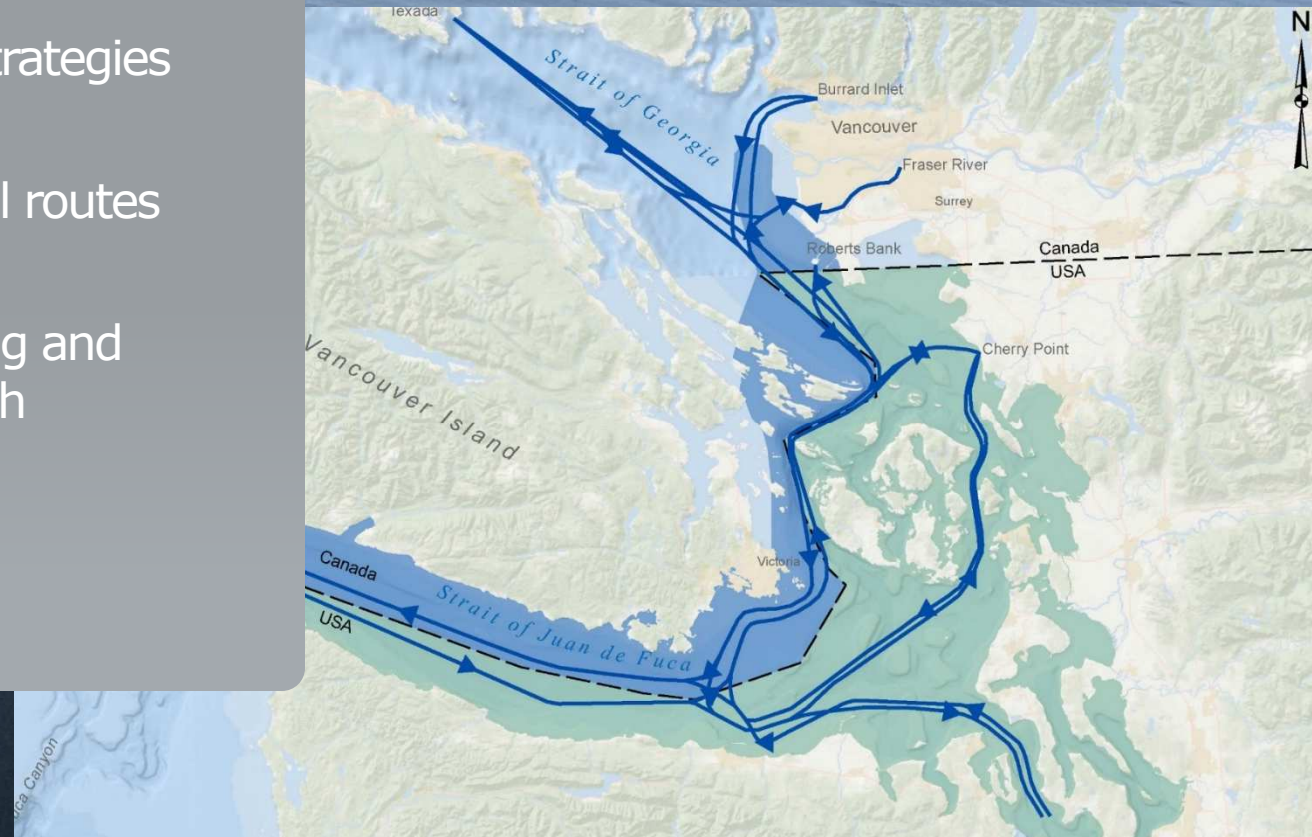 trategies
l routes
g and
h
Texada
N
Strait of Georgia
Burrard Inlet
Vancouver
Fraser River
Surrey
Roberts Bank
Canada
USA
Cherry Point
Vancouver Island
Victoria
Canada
Strait of Juan de Fuca
USA
uca Canyon